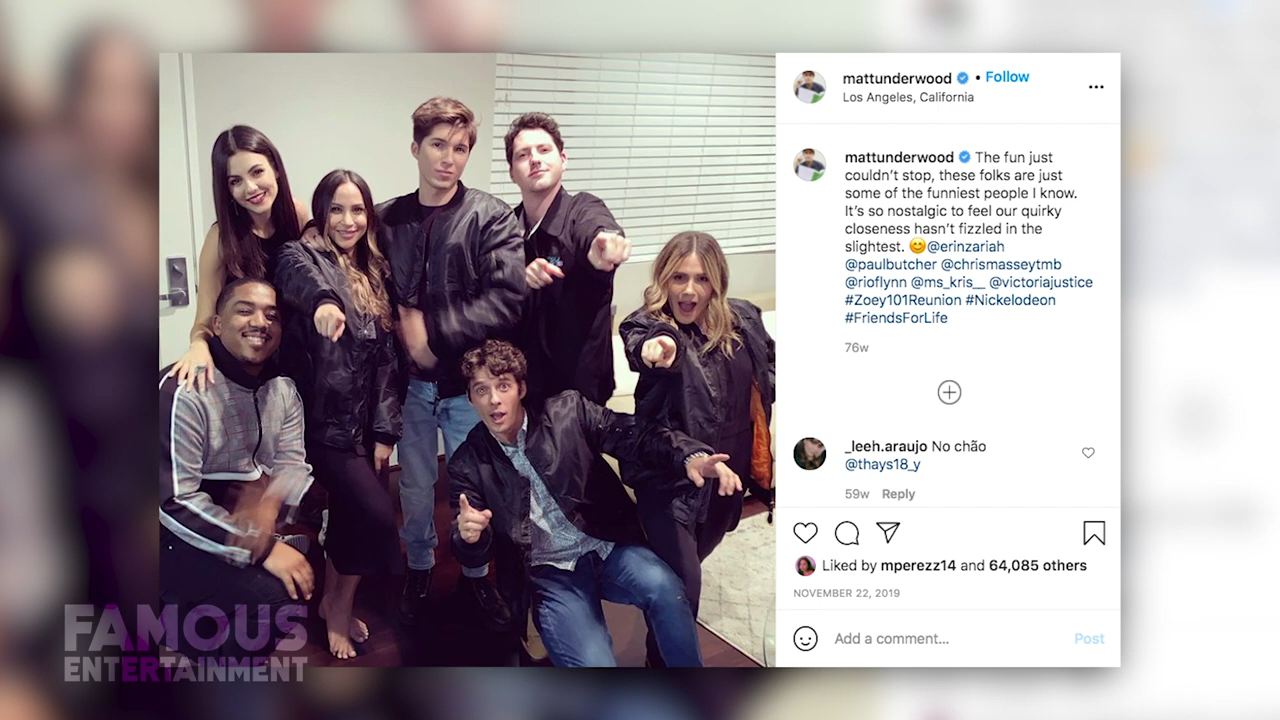 mattunderwood • Follow
Los Angeles, California
mattunderwood The fun just
couldn't stop, these folks are just
some of the funniest people I know.
It's so nostalgic to feel our quirky
closeness hasn't fizzled in the
slightest. 😊@erinzariah
@paulbutcher @chrismasseytmb
@rioflynn @ms_kris__ @victoriajustice
#Zoey101Reunion #Nickelodeon
#FriendsForLife
76w
_leeh.araujo No chão
@thays18_y
59w Reply
Liked by mperezz14 and 64,085 others
NOVEMBER 22, 2019
Add a comment... Post
FAMOUS
ENTERTAINMENT